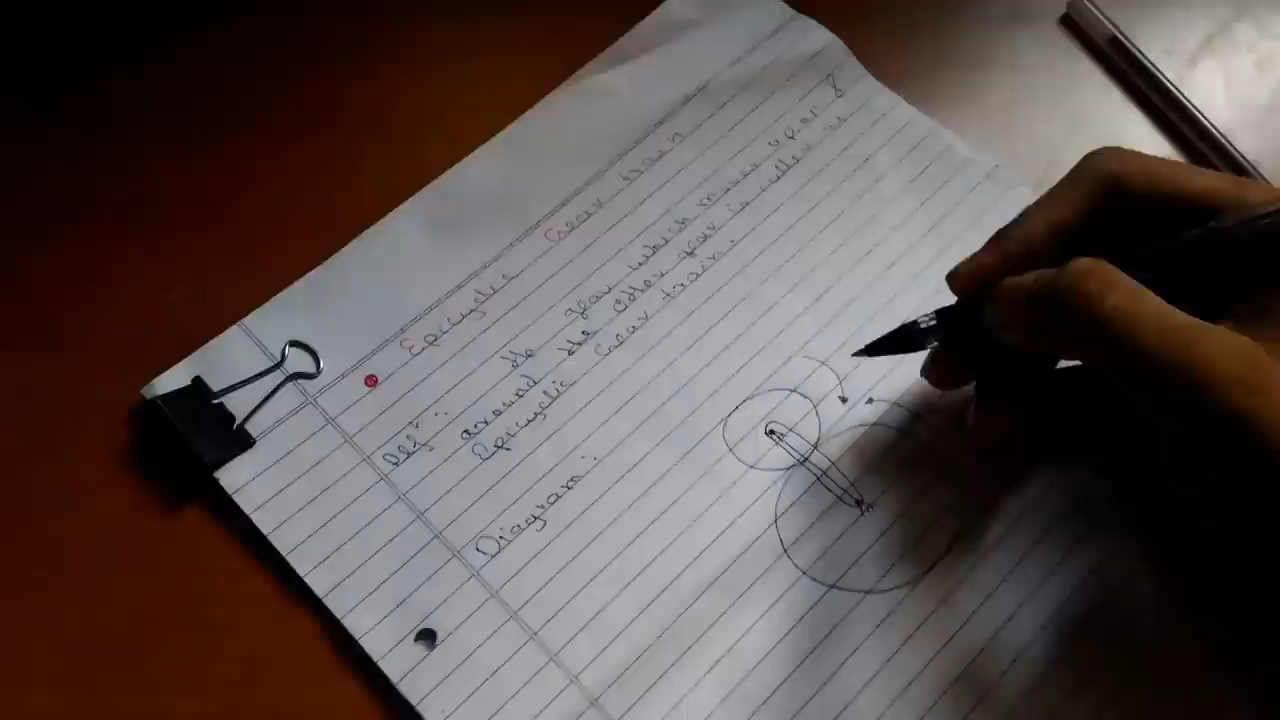 Epicyclic Gear train
Defn: The gear which moves upon &
around the other gear is called as
Epicyclic Gear train.
Diagram: